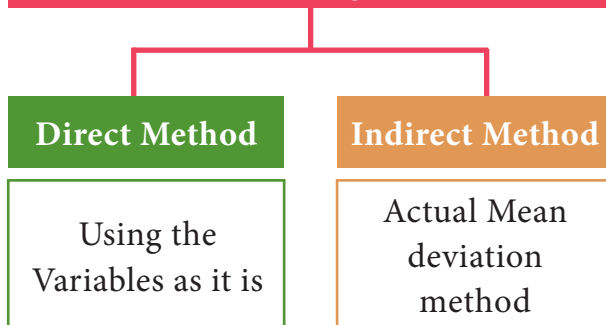 Direct Method
Indirect Method
Using the
Variables as it is
Actual Mean
deviation
method